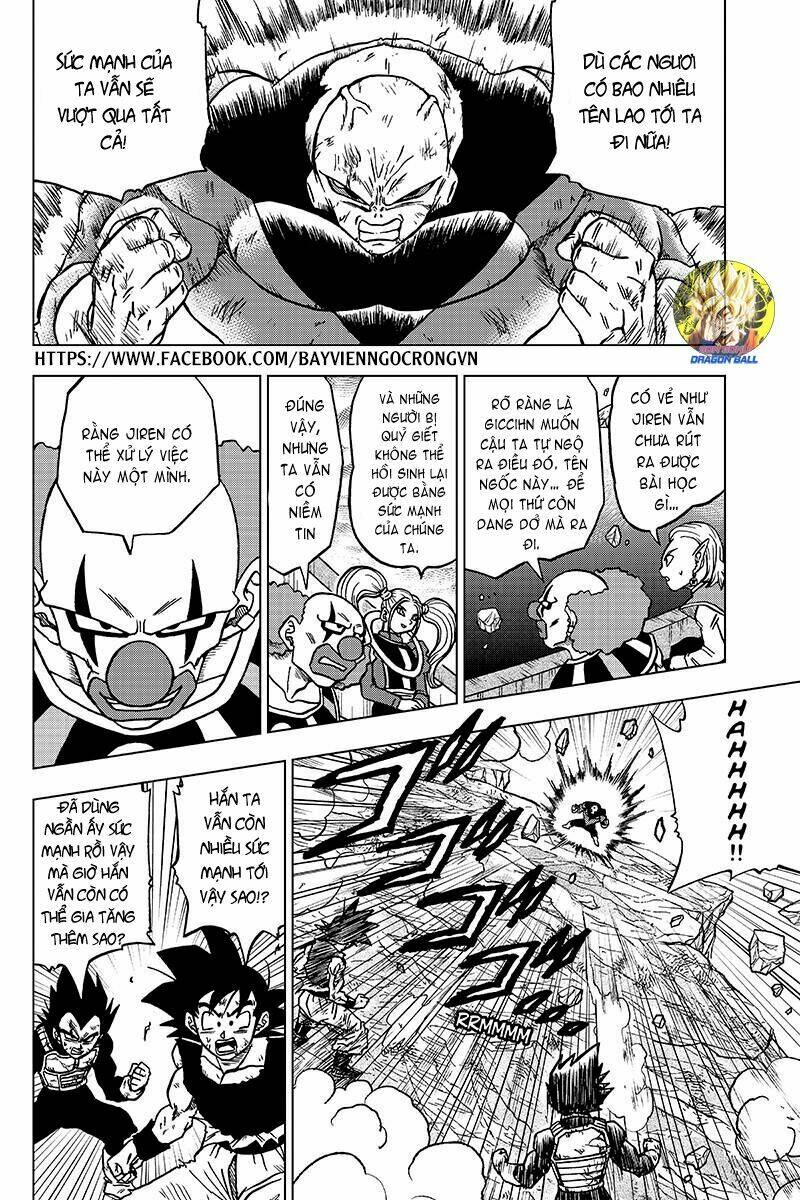 DÙ CÁC NGƯƠI
CÓ BAO NHIÊU
TÊN LAO TỚI TA
ĐI NỮA!
SỨC MẠNH CỦA
TA VẪN SẼ
VƯỢT QUA TẤT
CẢ!
HTTPS://WWW.FACEBOOK.COM/BAYVIENNGOCRONGVN
DRAGON BALL
CÓ VẺ NHƯ
JIREN VẪN
CHƯA RÚT
RA ĐƯỢC
BÀI HỌC
GÌ...
RÕ RÀNG LÀ
GICCIHN MUỐN
CẬU TA TỰ NGỘ
RA ĐIỀU ĐÓ. TÊN
NGỐC NÀY... ĐỂ
MỌI THỨ CÒN
DANG DỞ MÀ RA
ĐI.
VÀ NHỮNG
NGƯỜI BỊ
QUỶ GIẾT
KHÔNG THỂ
HỒI SINH LẠI
ĐƯỢC BẰNG
SỨC MẠNH
CỦA CHÚNG
TA.
ĐÚNG
VẬY,
NHƯNG
TA VẪN
CÓ
NIỀM
TIN
RẰNG JIREN CÓ
THỂ XỬ LÝ VIỆC
NÀY MỘT MÌNH.
HAHHHHH!!
ゴゴゴゴ...
RRMMMM
HẮN TA
VẪN CÒN
NHIỀU SỨC
MẠNH TỚI
VẬY SAO!?
ĐÃ DÙNG
NGẦN ẤY SỨC
MẠNH RỒI VẬY
MÀ GIỜ HẮN
VẪN CÒN CÓ
THỂ GIA TĂNG
THÊM SAO?